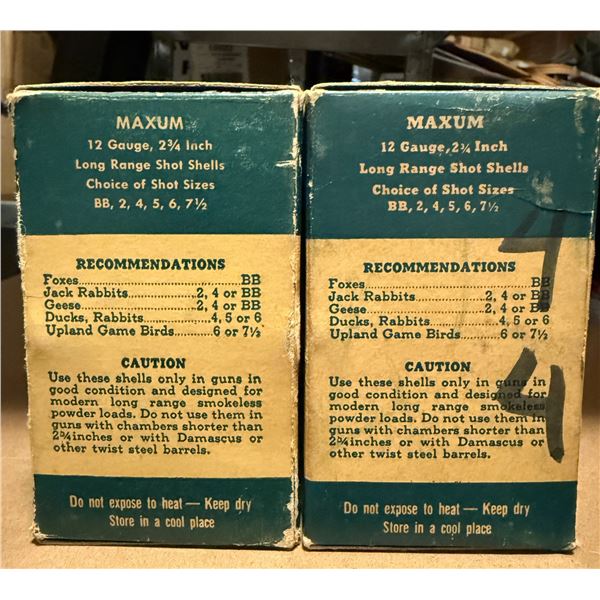 MAXUM
12 Gauge, 2¾ Inch
Long Range Shot Shells
Choice of Shot Sizes
BB, 2, 4, 5, 6, 7½
RECOMMENDATIONS
Foxes..............................BB
Jack Rabbits..............2, 4 or BB
Geese.........................2, 4 or BB
Ducks, Rabbits..............4, 5 or 6
Upland Game Birds.......6 or 7½
CAUTION
Use these shells only in guns in
good condition and designed for
modern long range smokeless
powder loads. Do not use them in
guns with chambers shorter than
2¾ inches or with Damascus or
other twist steel barrels.
Do not expose to heat — Keep dry
Store in a cool place
MAXUM
12 Gauge, 2¾ Inch
Long Range Shot Shells
Choice of Shot Sizes
BB, 2, 4, 5, 6, 7½
RECOMMENDATIONS
Foxes..............................BB
Jack Rabbits..............2, 4 or BB
Geese.........................2, 4 or BB
Ducks, Rabbits..............4, 5 or 6
Upland Game Birds.......6 or 7½
CAUTION
Use these shells only in guns in
good condition and designed for
modern long range smokeless
powder loads. Do not use them in
guns with chambers shorter than
2¾ inches or with Damascus or
other twist steel barrels.
Do not expose to heat — Keep dry
Store in a cool place
4
4